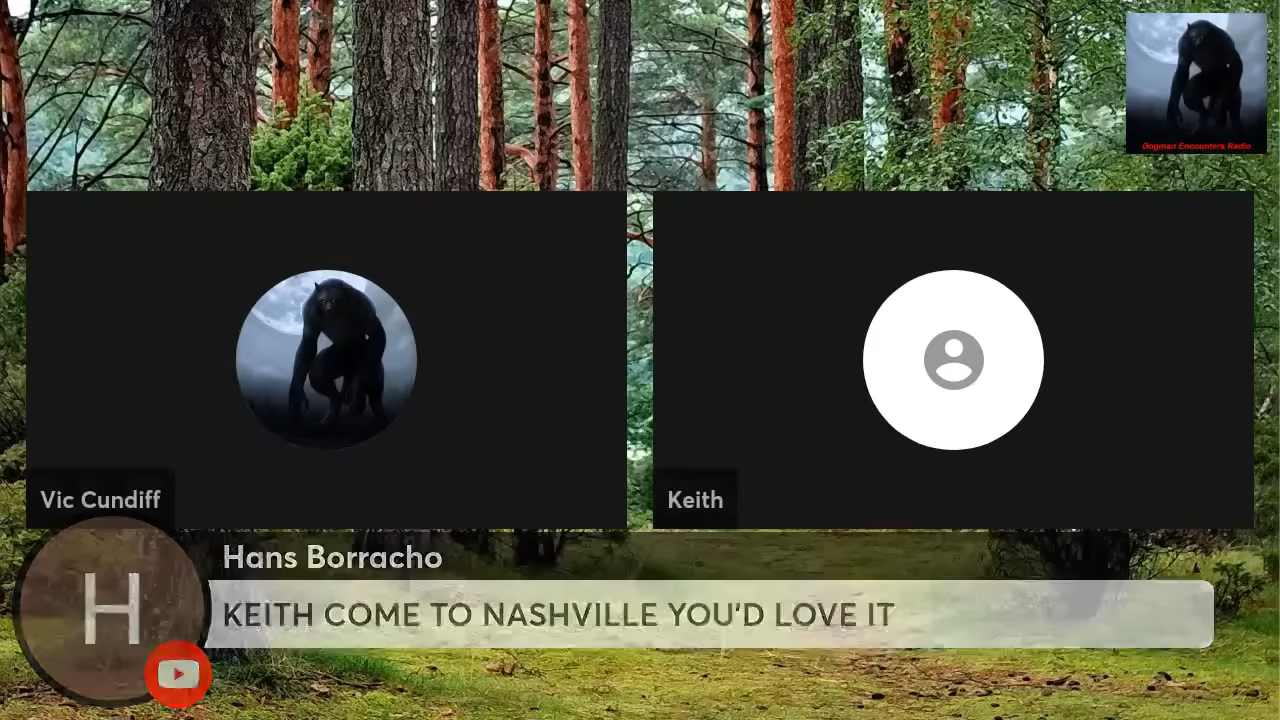 Dogman Encounters Radio
Vic Cundiff
Keith
Hans Borracho
H
KEITH COME TO NASHVILLE YOU'D LOVE IT